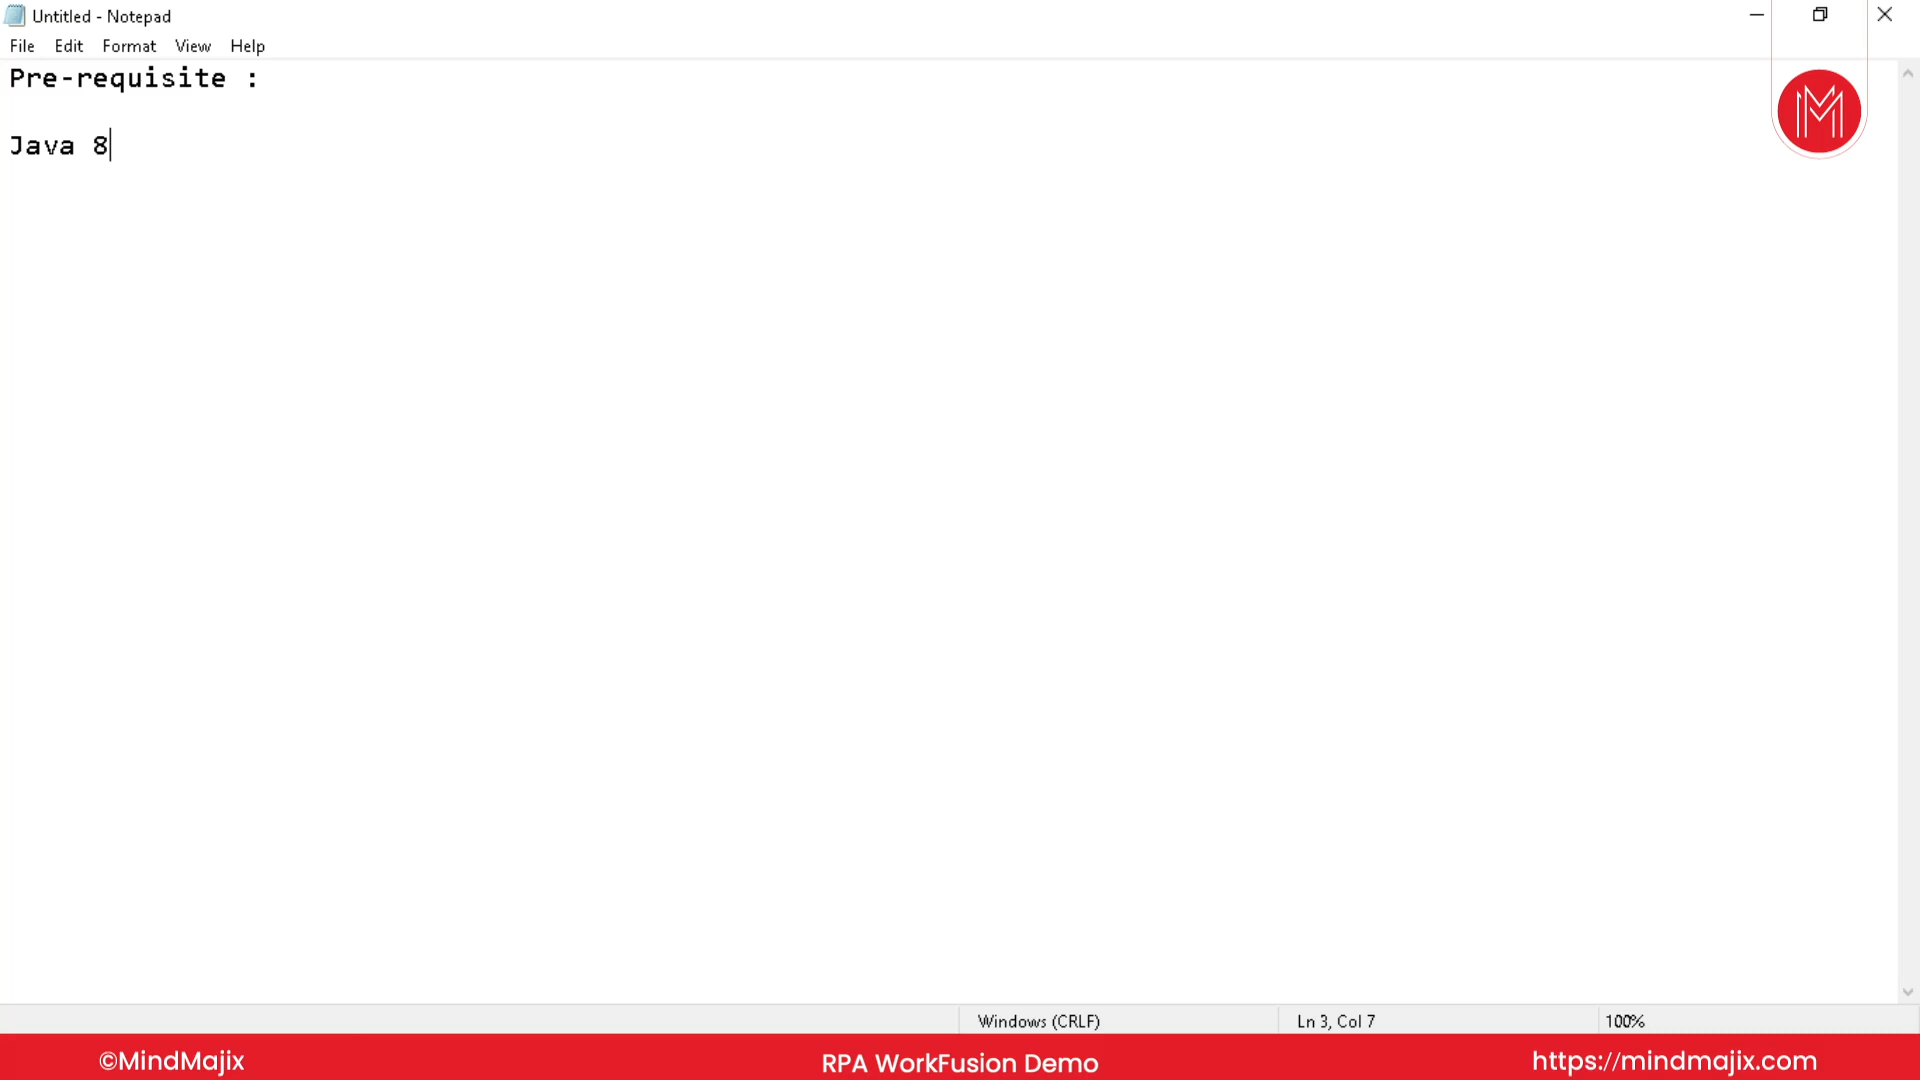 Untitled - Notepad
File Edit Format View Help
Pre-requisite :
Java 8
Windows (CRLF) Ln 3, Col 7 100%
©MindMajix RPA WorkFusion Demo https://mindmajix.com